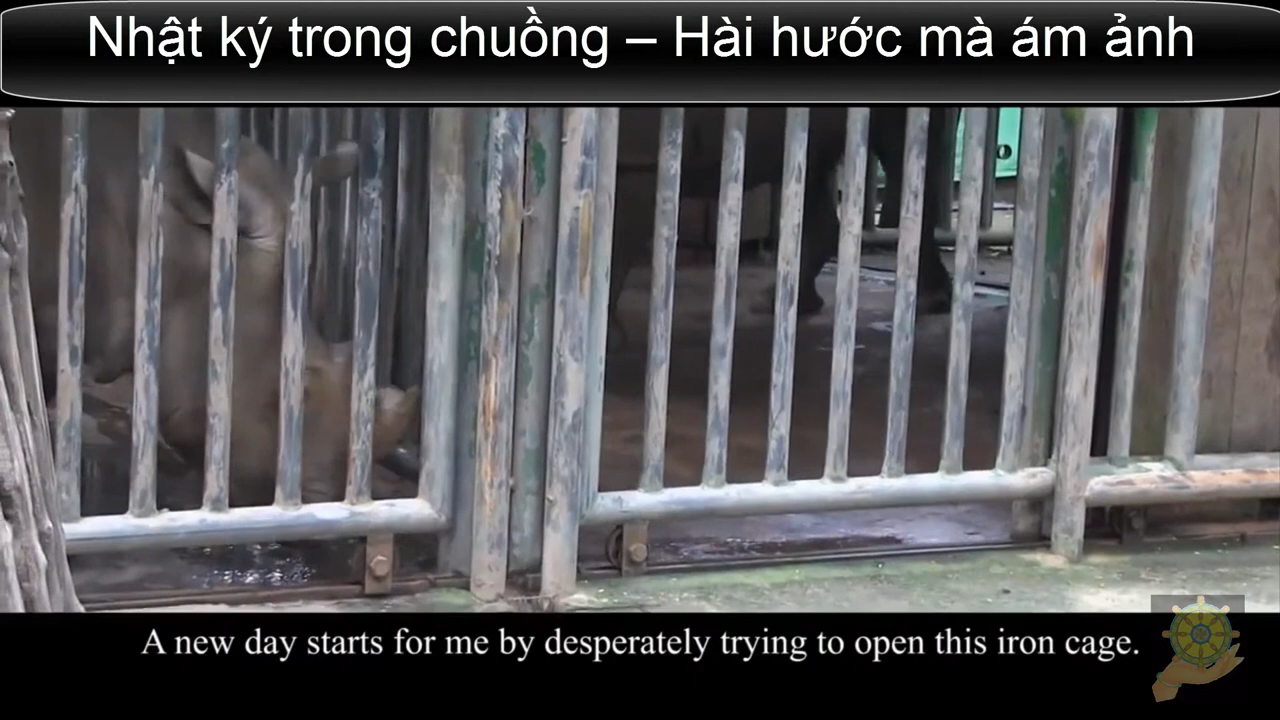 Nhật ký trong chuồng – Hài hước mà ám ảnh
A new day starts for me by desperately trying to open this iron cage.